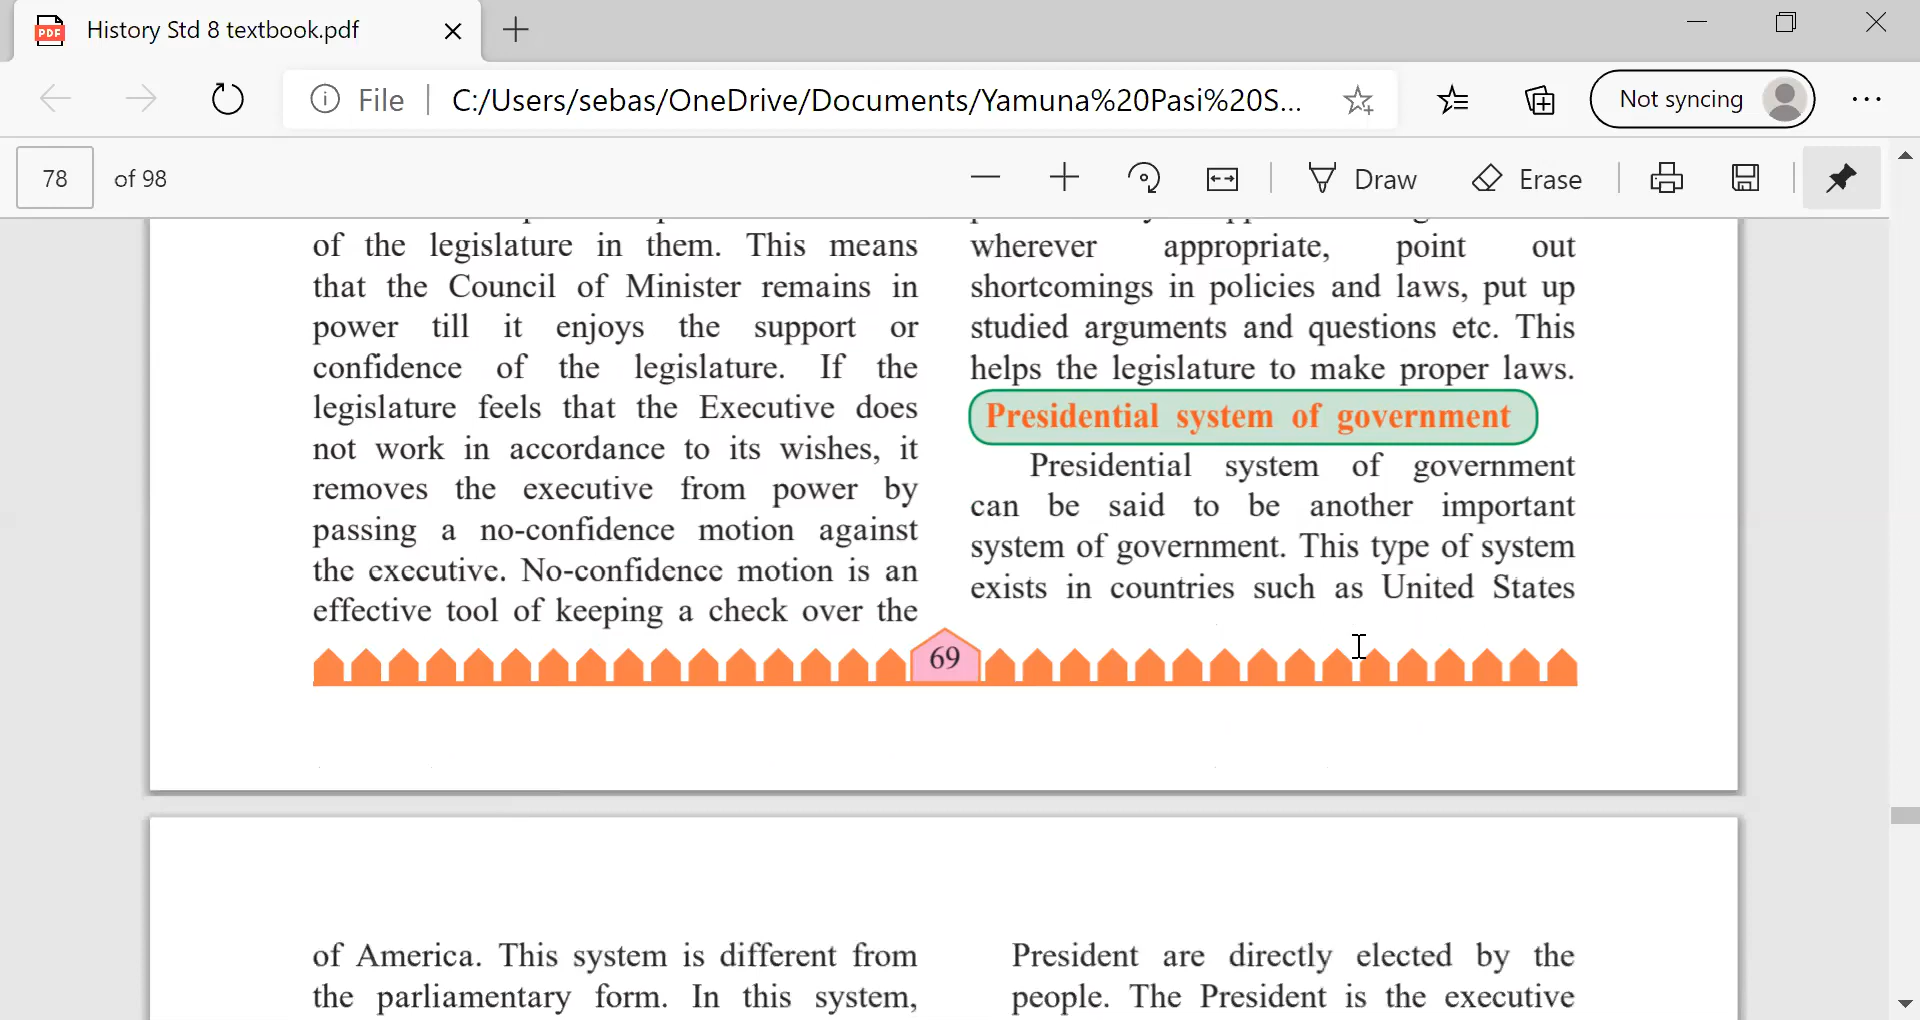 History Std 8 textbook.pdf
File
C:/Users/sebas/OneDrive/Documents/Yamuna%20Pasi%20S...
Not syncing
78 of 98
Draw
Erase
of the legislature in them. This means
that the Council of Minister remains in
power till it enjoys the support or
confidence of the legislature. If the
legislature feels that the Executive does
not work in accordance to its wishes, it
removes the executive from power by
passing a no-confidence motion against
the executive. No-confidence motion is an
effective tool of keeping a check over the
wherever appropriate, point out
shortcomings in policies and laws, put up
studied arguments and questions etc. This
helps the legislature to make proper laws.
Presidential system of government
Presidential system of government
can be said to be another important
system of government. This type of system
exists in countries such as United States
69
of America. This system is different from
the parliamentary form. In this system,
President are directly elected by the
people. The President is the executive